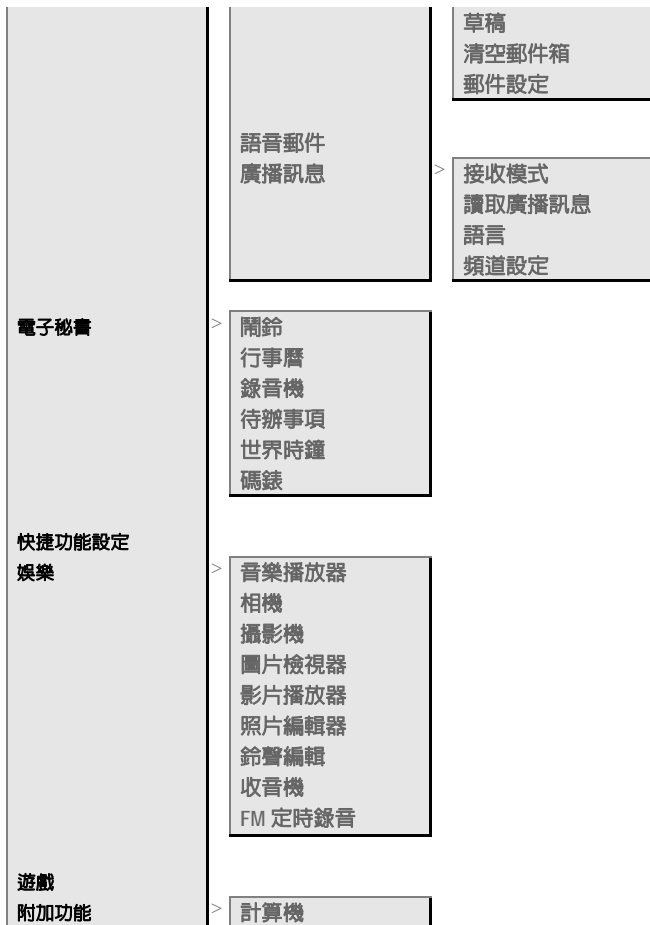 草稿
清空郵件箱
郵件設定
語音郵件
廣播訊息
>
接收模式
讀取廣播訊息
語言
頻道設定
電子秘書
>
鬧鈴
行事曆
錄音機
待辦事項
世界時鐘
碼錶
快捷功能設定
娛樂
>
音樂播放器
相機
攝影機
圖片檢視器
影片播放器
照片編輯器
鈴聲編輯
收音機
FM 定時錄音
遊戲
附加功能
>
計算機